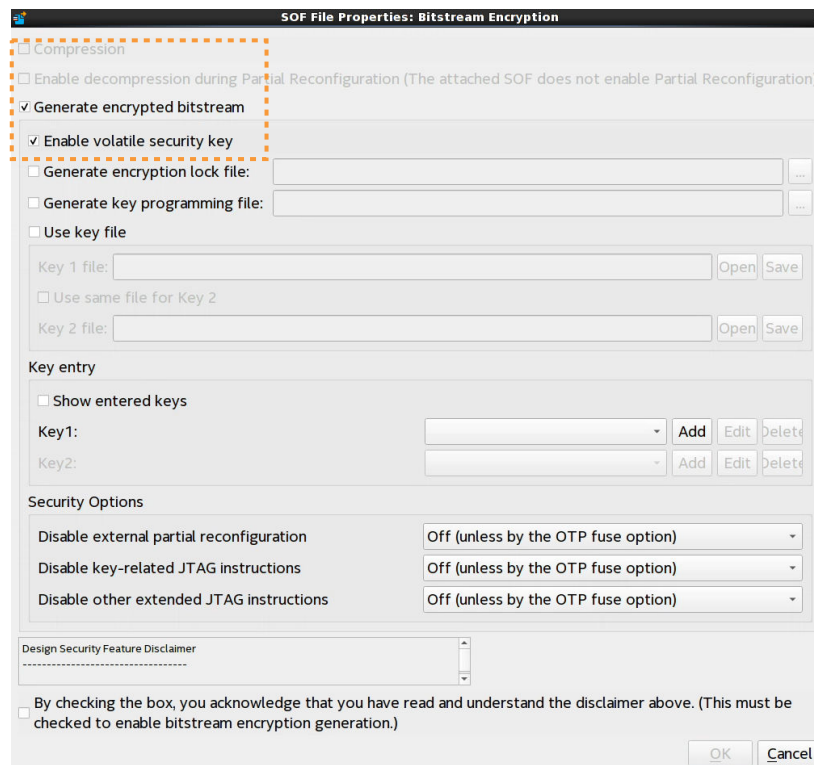 SOF File Properties: Bitstream Encryption
Compression
Enable decompression during Partial Reconfiguration (The attached SOF does not enable Partial Reconfiguration)
Generate encrypted bitstream
Enable volatile security key
Generate encryption lock file: ...
Generate key programming file: ...
Use key file
Key 1 file: Open Save
Use same file for Key 2
Key 2 file: Open Save
Key entry
Show entered keys
Key1: Add Edit Delete
Key2: Add Edit Delete
Security Options
Disable external partial reconfiguration Off (unless by the OTP fuse option)
Disable key-related JTAG instructions Off (unless by the OTP fuse option)
Disable other extended JTAG instructions Off (unless by the OTP fuse option)
Design Security Feature Disclaimer
---------------------------------
By checking the box, you acknowledge that you have read and understand the disclaimer above. (This must be
checked to enable bitstream encryption generation.)
OK Cancel